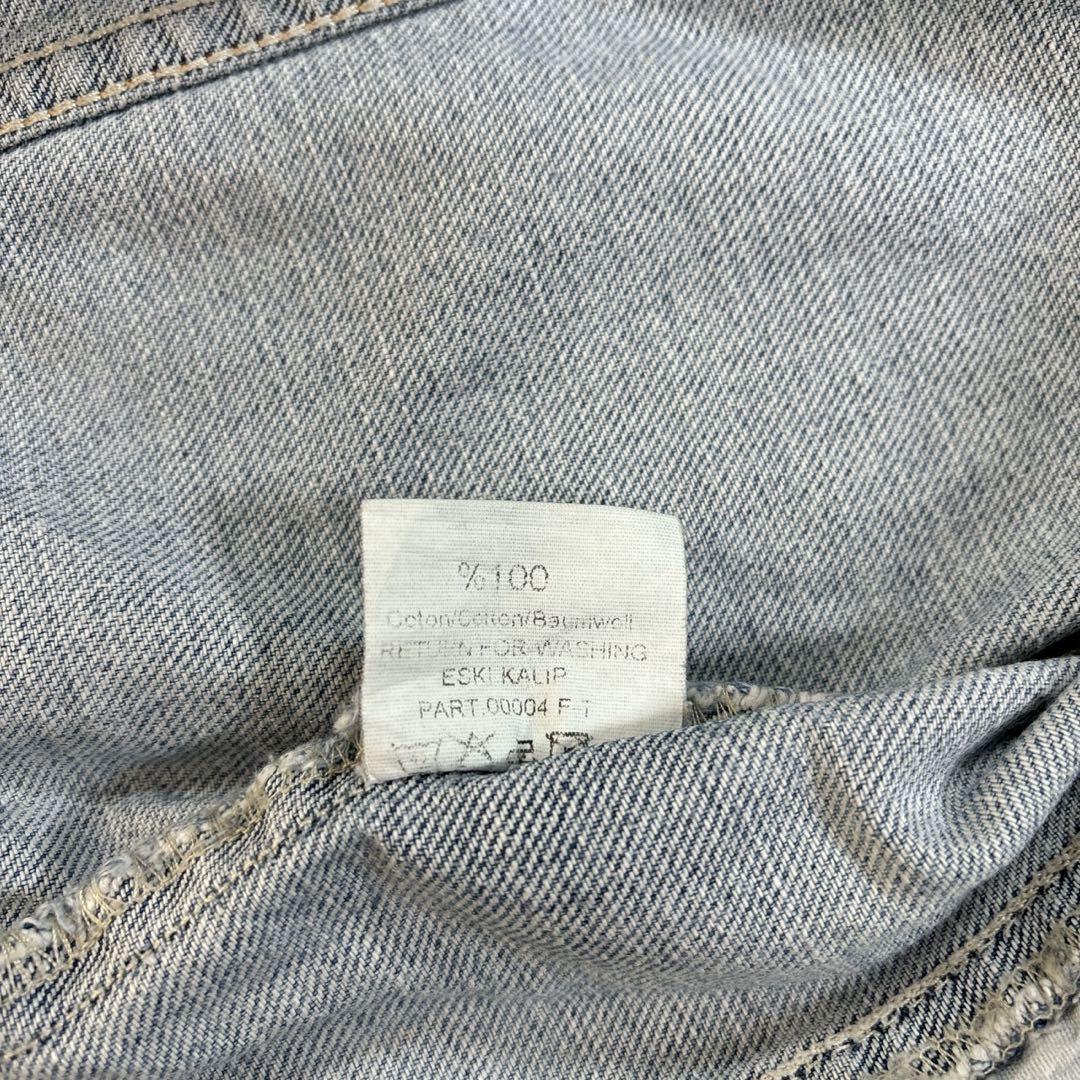 %100
Coton/Cotton/Baumwoll
RETURN FOR WASHING
ESKI KALIP
PART.00004 F-1